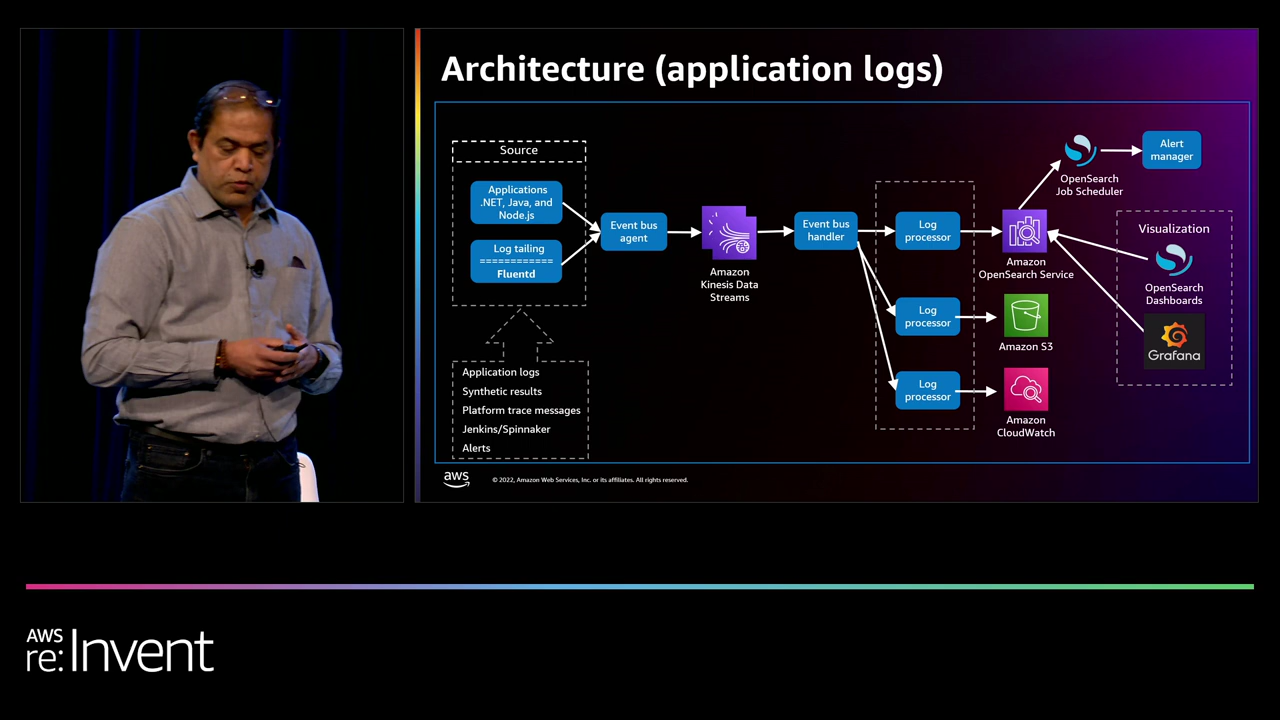 Architecture (application logs)
Source
Applications
.NET, Java, and
Node.js
Log tailing
============
Fluentd
Application logs
Synthetic results
Platform trace messages
Jenkins/Spinnaker
Alerts
Event bus
agent
Amazon
Kinesis Data
Streams
Event bus
handler
Log
processor
Log
processor
Log
processor
Amazon
OpenSearch Service
Amazon S3
Amazon
CloudWatch
OpenSearch
Job Scheduler
Alert
manager
Visualization
OpenSearch
Dashboards
Grafana
aws
© 2022, Amazon Web Services, Inc. or its affiliates. All rights reserved.
AWS
re:Invent